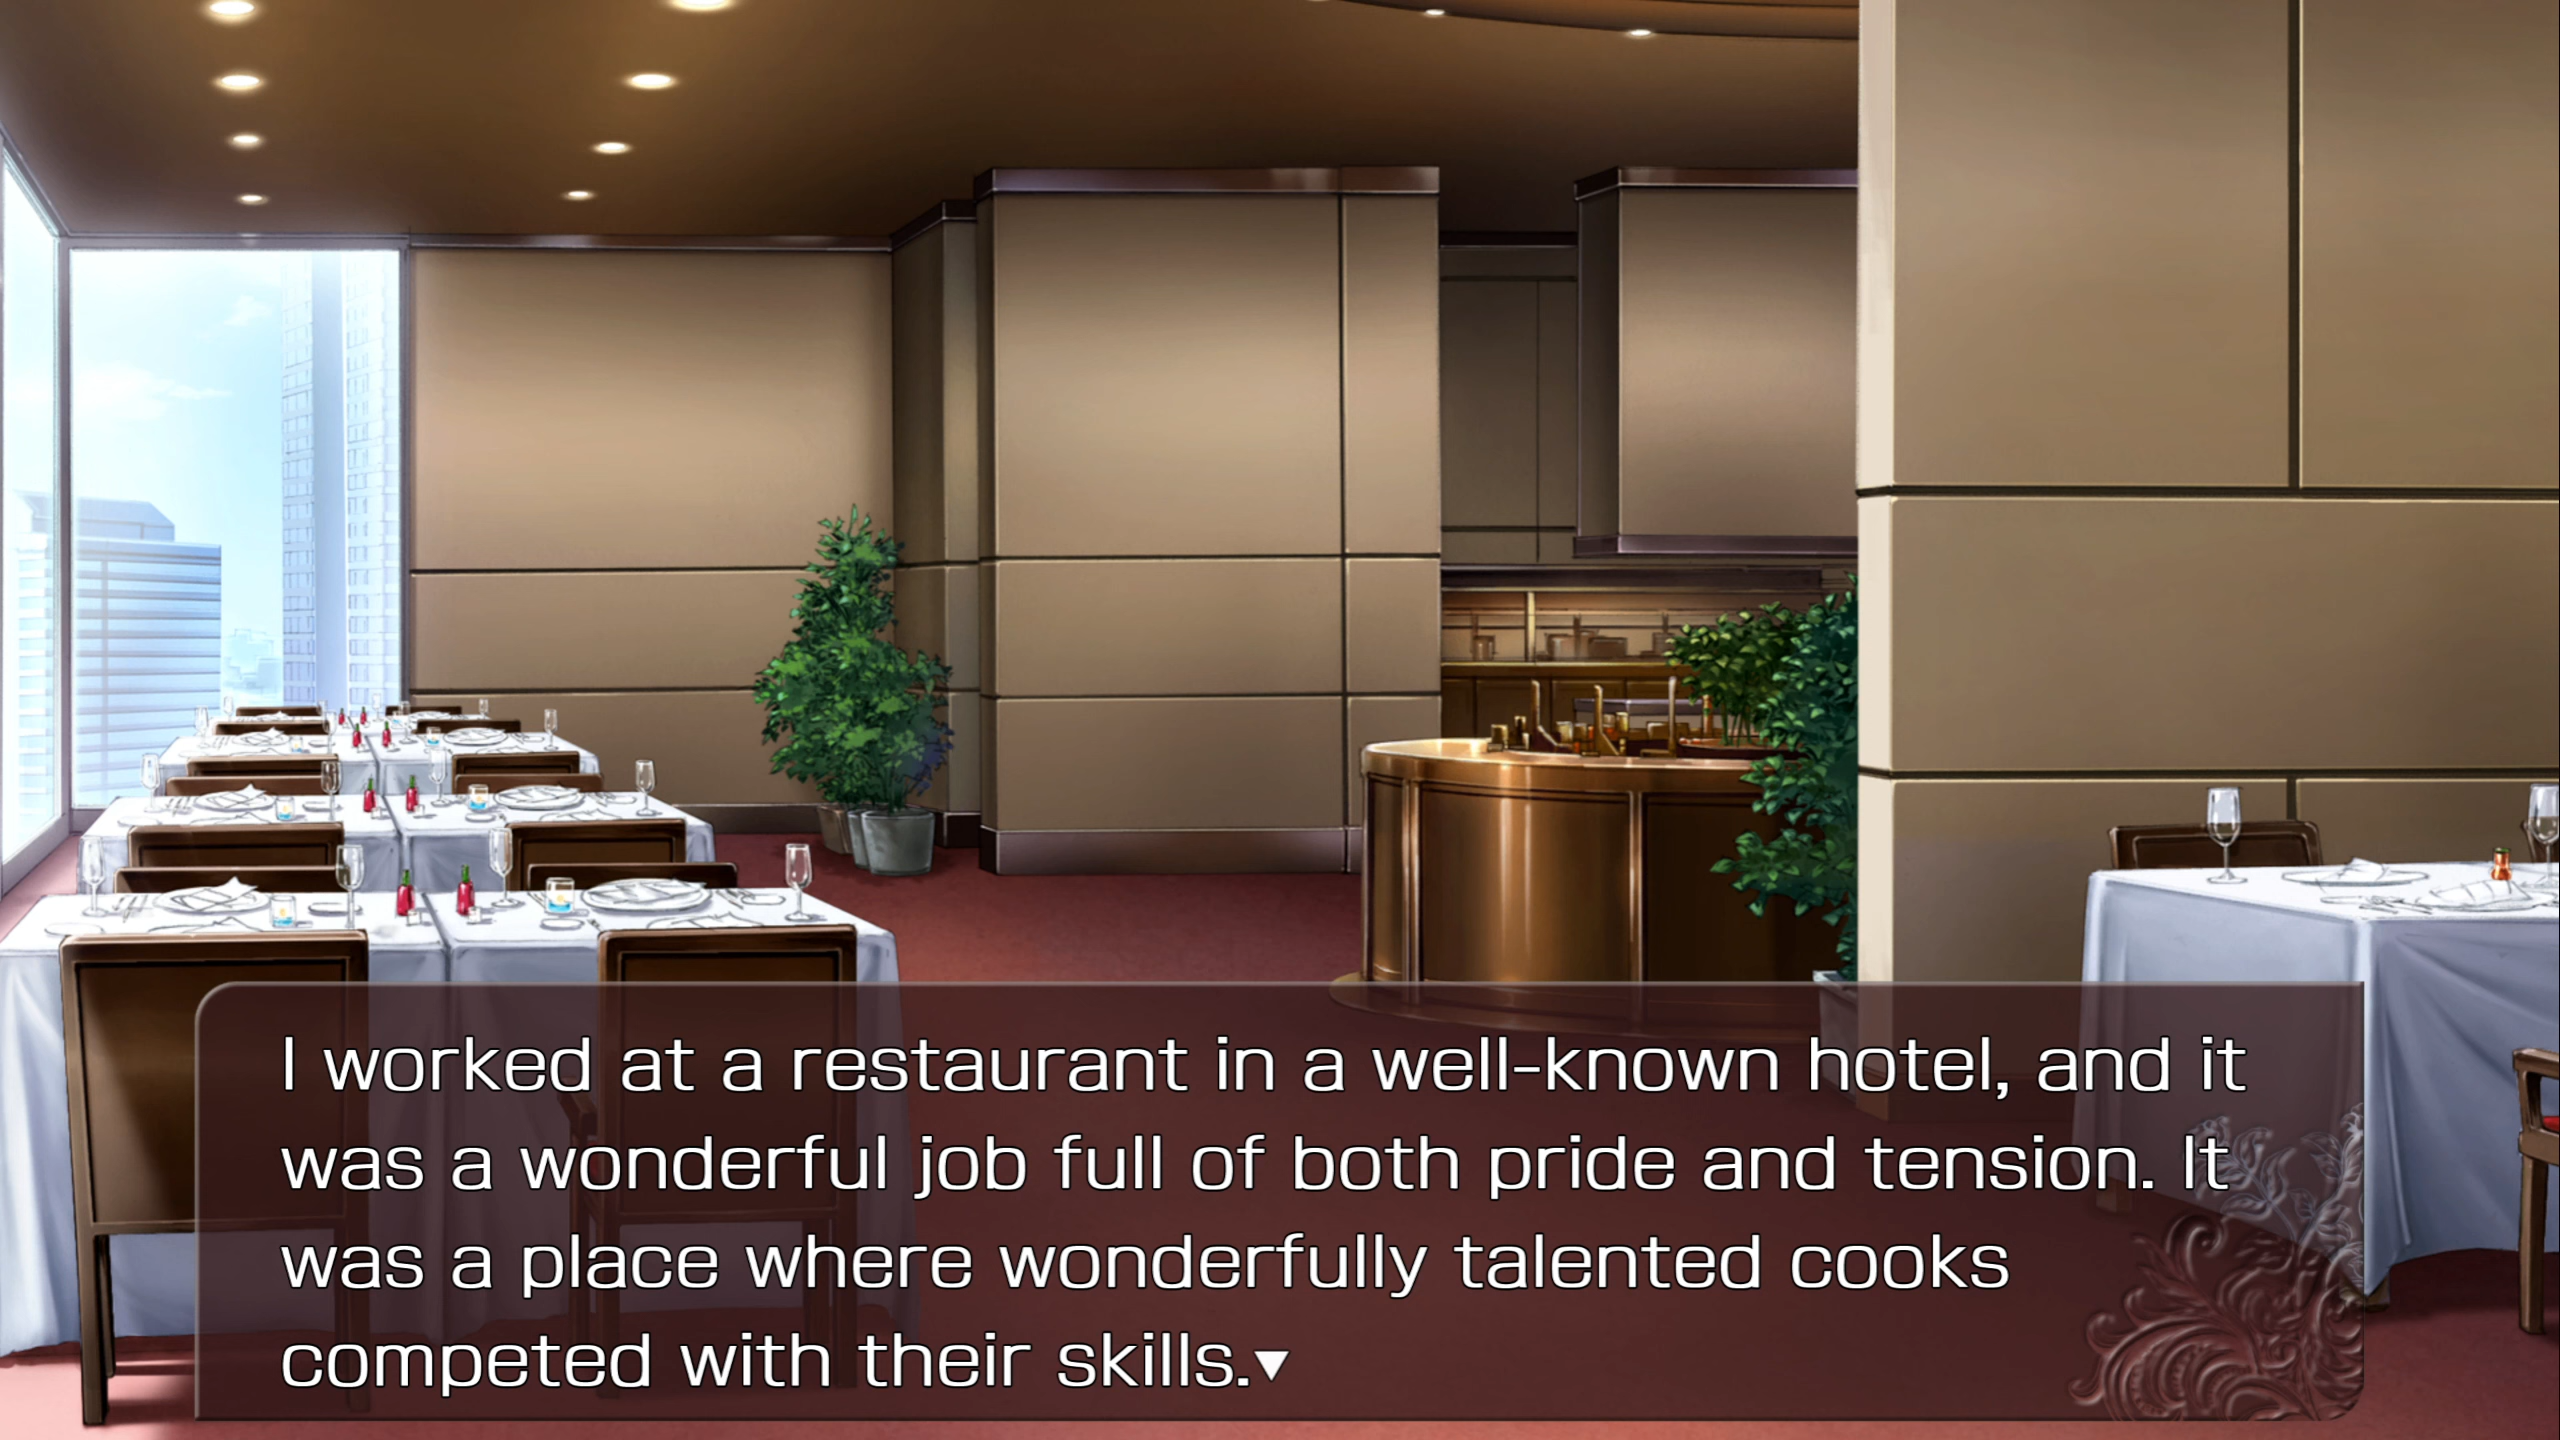 I worked at a restaurant in a well-known hotel, and it
was a wonderful job full of both pride and tension. It
was a place where wonderfully talented cooks
competed with their skills.▼